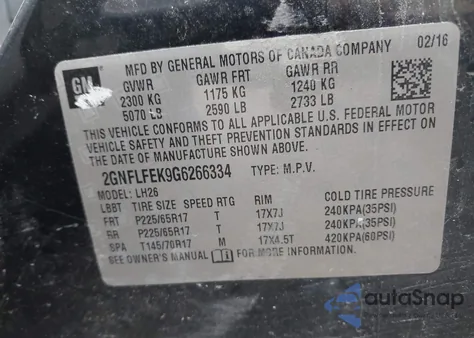 MFD BY GENERAL MOTORS OF CANADA COMPANY 02/16
GM
GVWR GAWR FRT GAWR RR
2300 KG 1175 KG 1240 KG
5070 LB 2590 LB 2733 LB
THIS VEHICLE CONFORMS TO ALL APPLICABLE U.S. FEDERAL MOTOR
VEHICLE SAFETY AND THEFT PREVENTION STANDARDS IN EFFECT ON
THE DATE OF MANUFACTURE SHOWN ABOVE.
2GNFLFEK9G6266334 TYPE: M.P.V.
MODEL: LH26
LBBT TIRE SIZE SPEED RTG RIM COLD TIRE PRESSURE
FRT P225/65R17 T 17X7J 240KPA(35PSI)
RR P225/65R17 T 17X7J 240KPA(35PSI)
SPA T145/70R17 M 17X4.5T 420KPA(60PSI)
SEE OWNER'S MANUAL FOR MORE INFORMATION.
autoSnap